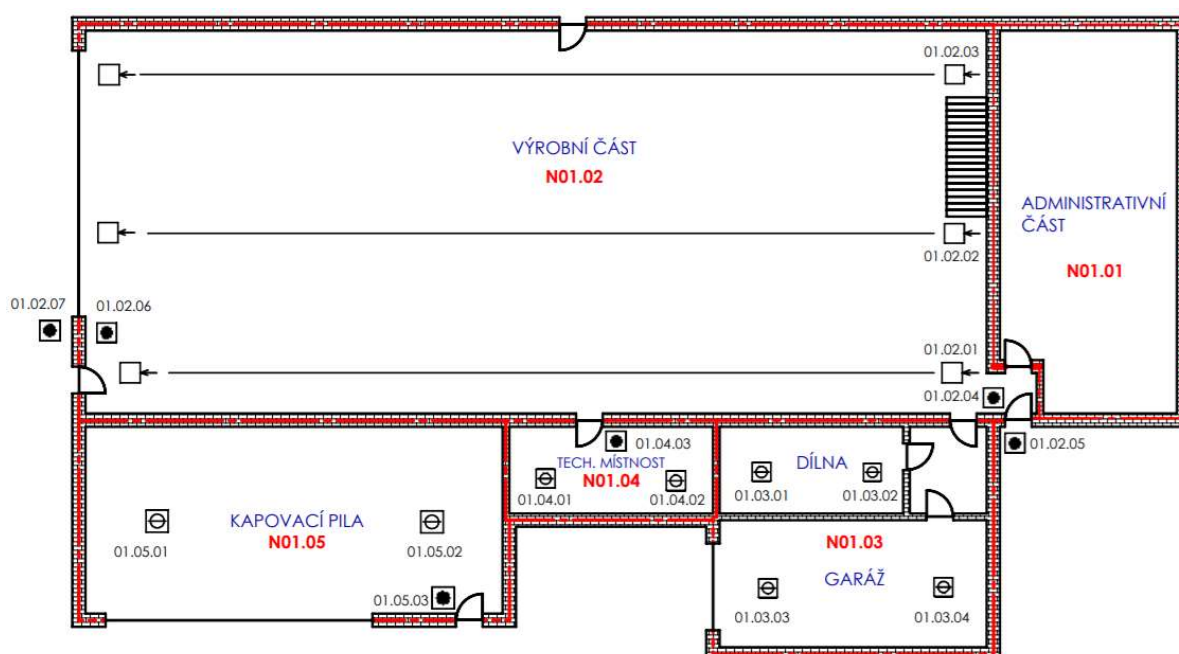 01.02.03
VÝROBNÍ ČÁST
N01.02
ADMINISTRATIVNÍ
ČÁST
N01.01
01.02.02
01.02.07
01.02.06
01.02.01
01.02.04
01.02.05
01.04.03
TECH. MÍSTNOST
N01.04
01.04.01
01.04.02
DÍLNA
01.03.01
01.03.02
KAPOVACÍ PILA
N01.05
01.05.01
01.05.02
N01.03
GARÁŽ
01.05.03
01.03.03
01.03.04